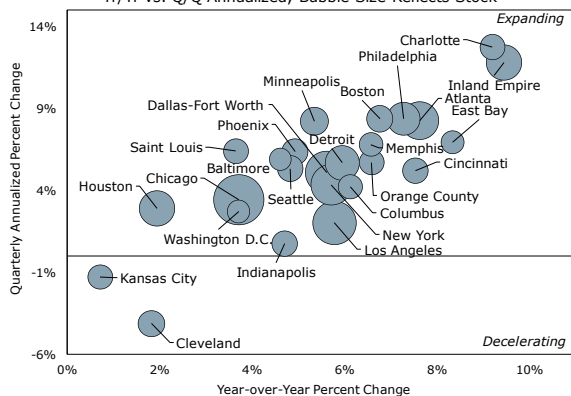 Y/Y vs. Q/Q Annualized, Bubble Size Reflects Stock
14%
Expanding
Charlotte
Philadelphia
Minneapolis
Inland Empire
Boston
9%
Dallas-Fort Worth
Atlanta
East Bay
Phoenix
Detroit
Saint Louis
Memphis
Baltimore
Cincinnati
Chicago
Houston
Seattle
Orange County
4%
Columbus
New York
Washington D.C.
Los Angeles
Indianapolis
-1%
Kansas City
Cleveland
Decelerating
-6%
0%
2%
4%
6%
8%
10%
Quarterly Annualized Percent Change
Year-over-Year Percent Change